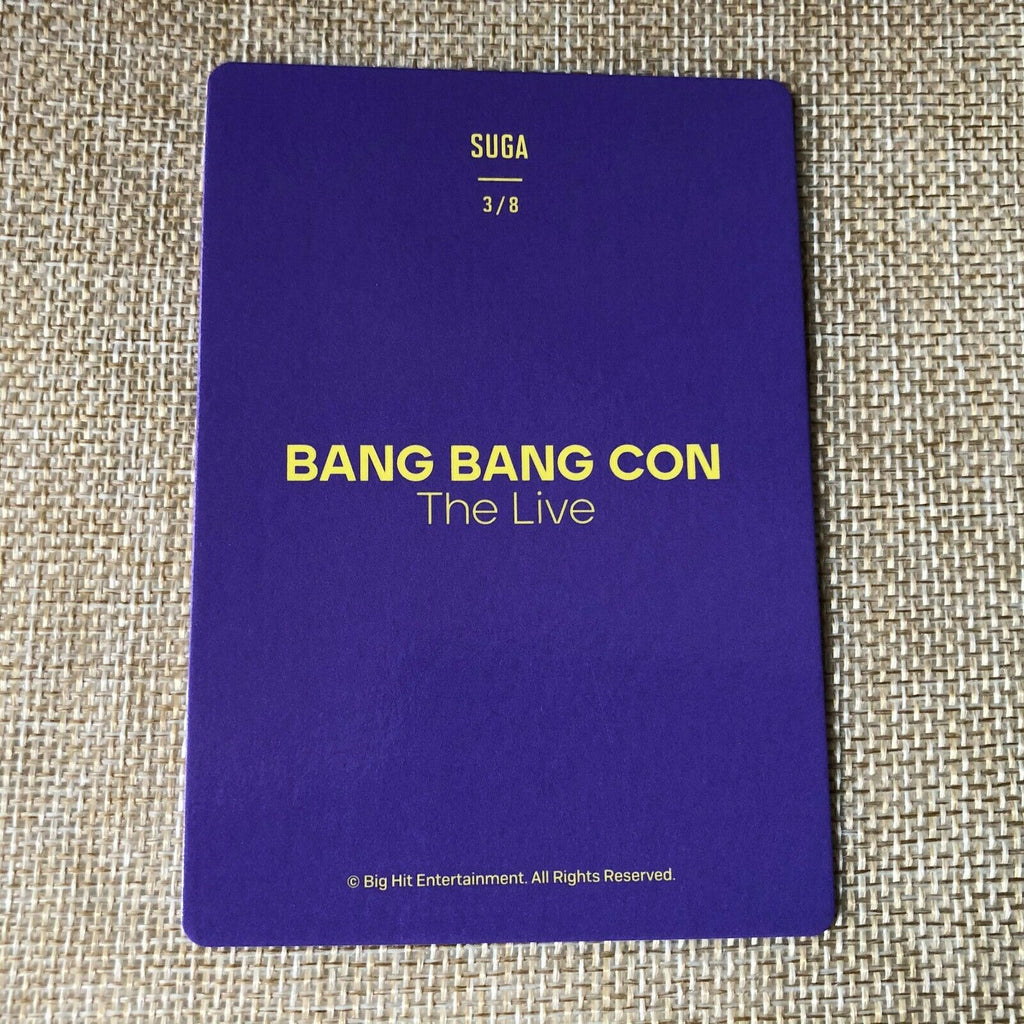 SUGA
3/8
BANG BANG CON
The Live
© Big Hit Entertainment. All Rights Reserved.